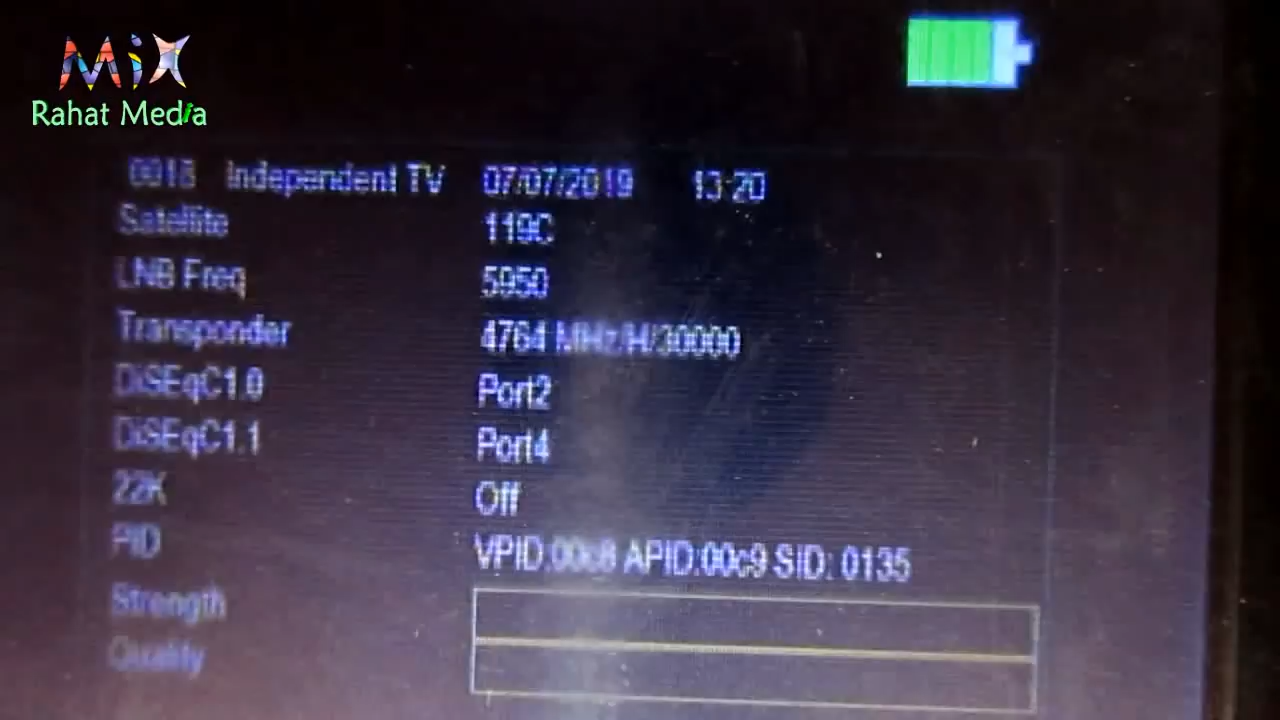 MiX
Rahat Media
0018 Independent TV 07/07/2019 13:20
Satellite 119C
LNB Freq 5950
Transponder 4764 MHz/H/30000
DiSEqC1.0 Port2
DiSEqC1.1 Port4
22K Off
PID VPID:00c8 APID:00c9 SID: 0135
Strength
Quality